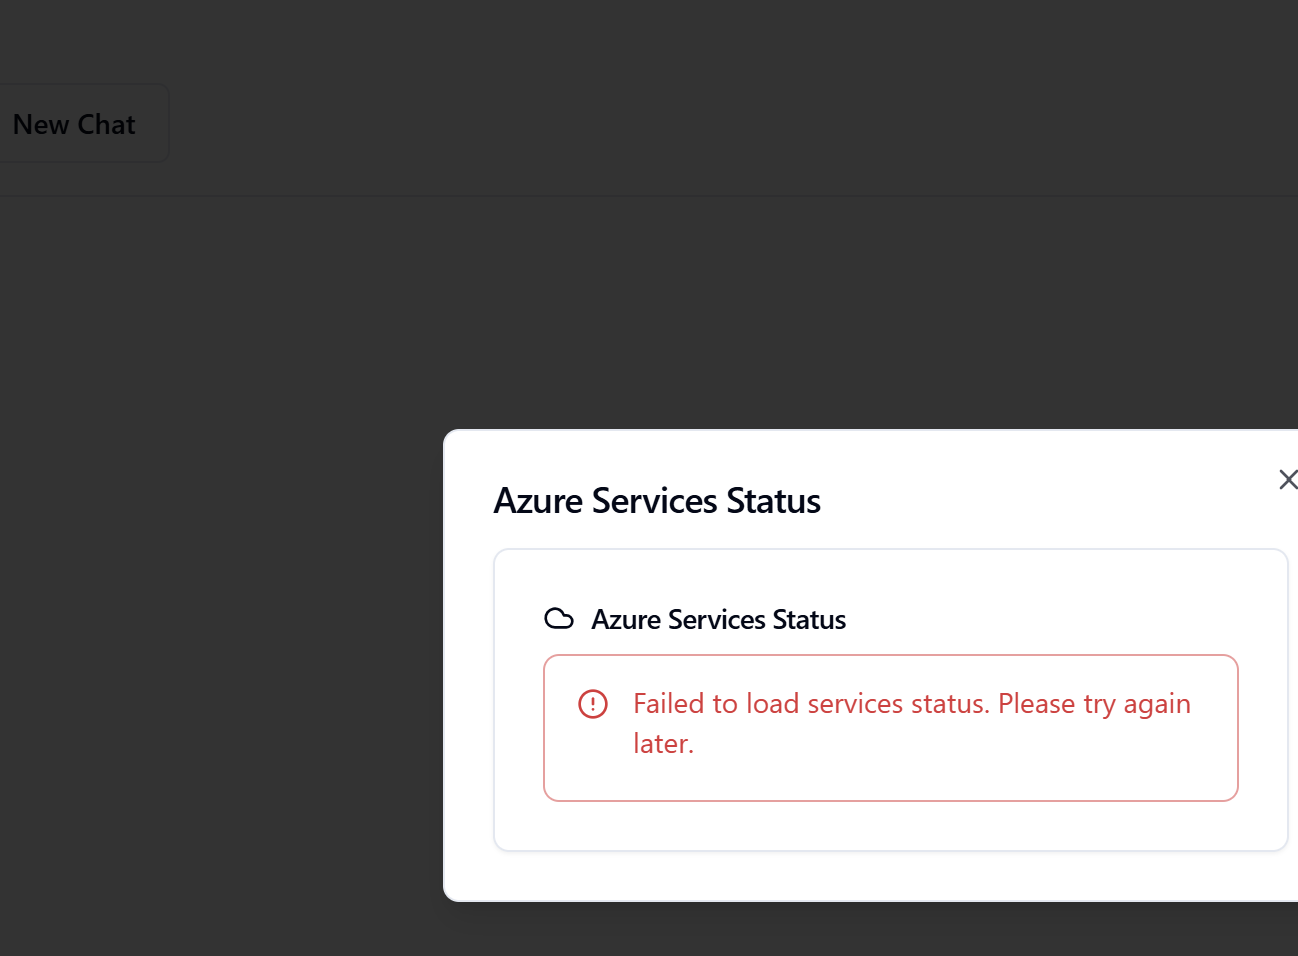 New Chat
Azure Services Status
Azure Services Status
Failed to load services status. Please try again
later.